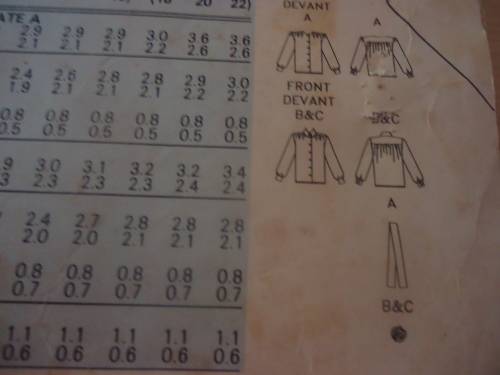 (18 20 22)
ATE A
2.9 2.9 2.9 3.0 3.6 3.6
2.1 2.1 2.1 2.2 2.6 2.6
2.4 2.6 2.8 2.8 2.9 3.0
1.9 2.1 2.1 2.1 2.2 2.2
0.8 0.8 0.8 0.8 0.8 0.8
0.5 0.5 0.5 0.5 0.5 0.5
.9 3.0 3.1 3.2 3.2 3.4
.3 2.3 2.3 2.3 2.4 2.4
2.4 2.7 2.8 2.8 2.8
2.0 2.0 2.1 2.1 2.1
0.8 0.8 0.8 0.8 0.8
0.7 0.7 0.7 0.7 0.7
1.1 1.1 1.1 1.1 1.1
0.6 0.6 0.6 0.6 0.6
DEVANT
A
A
FRONT
DEVANT
B&C
B&C
A
B&C